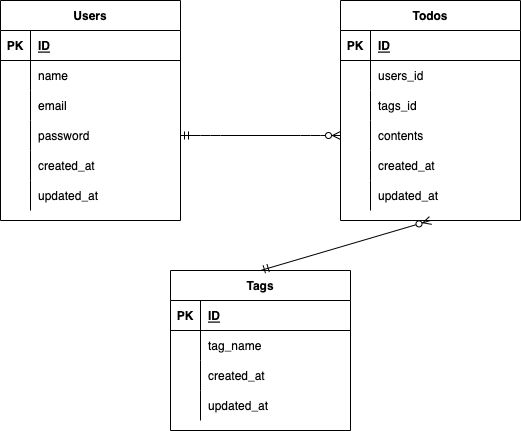 Users
PK ID
name
email
password
created_at
updated_at
Todos
PK ID
users_id
tags_id
contents
created_at
updated_at
Tags
PK ID
tag_name
created_at
updated_at